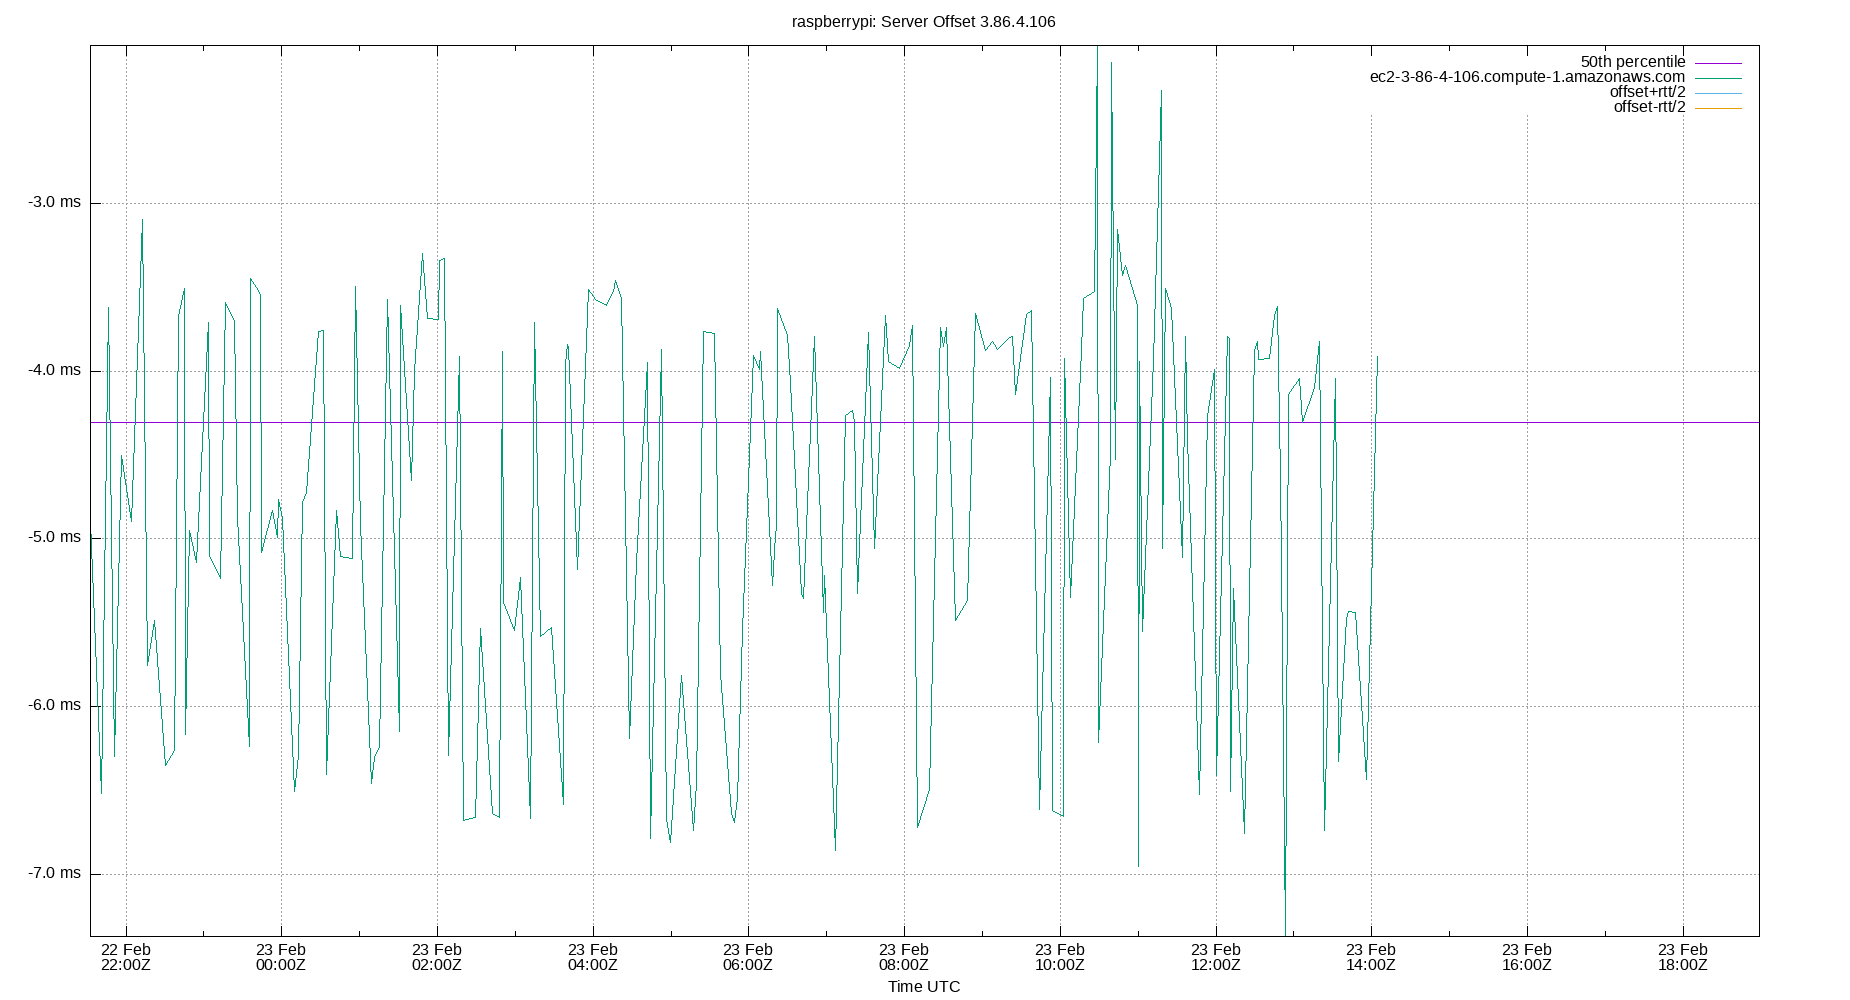 raspberrypi: Server Offset 3.86.4.106
50th percentile
ec2-3-86-4-106.compute-1.amazonaws.com
offset+rtt/2
offset-rtt/2
-3.0 ms
-4.0 ms
-5.0 ms
-6.0 ms
-7.0 ms
22 Feb 23 Feb 23 Feb 23 Feb 23 Feb 23 Feb 23 Feb 23 Feb 23 Feb 23 Feb 23 Feb
22:00Z 00:00Z 02:00Z 04:00Z 06:00Z 08:00Z 10:00Z 12:00Z 14:00Z 16:00Z 18:00Z
Time UTC